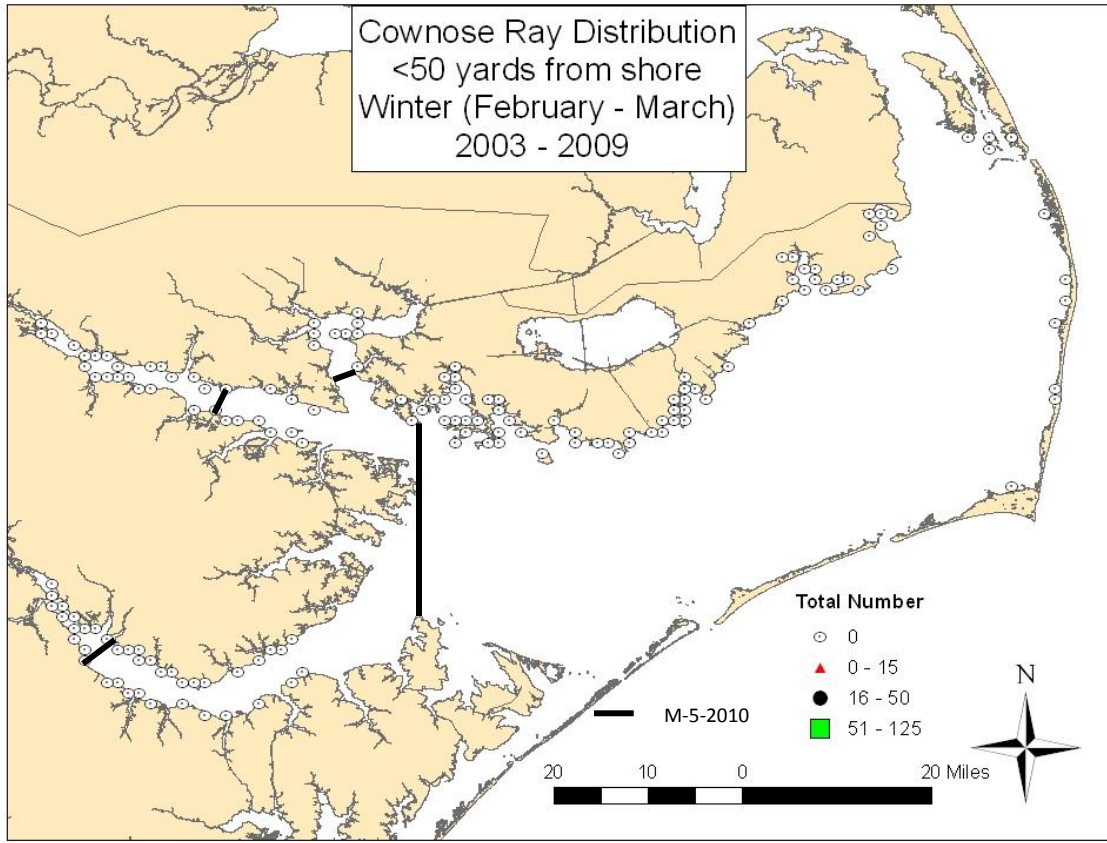 Cownose Ray Distribution
<50 yards from shore
Winter (February - March)
2003 - 2009
Total Number
0
0 - 15
16 - 50
51 - 125
M-5-2010
N
20 10 0 20 Miles